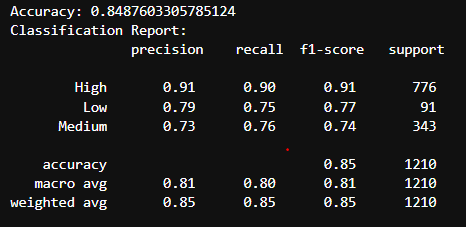 Accuracy: 0.8487603305785124
Classification Report:
precision recall f1-score support
High 0.91 0.90 0.91 776
Low 0.79 0.75 0.77 91
Medium 0.73 0.76 0.74 343
accuracy 0.85 1210
macro avg 0.81 0.80 0.81 1210
weighted avg 0.85 0.85 0.85 1210